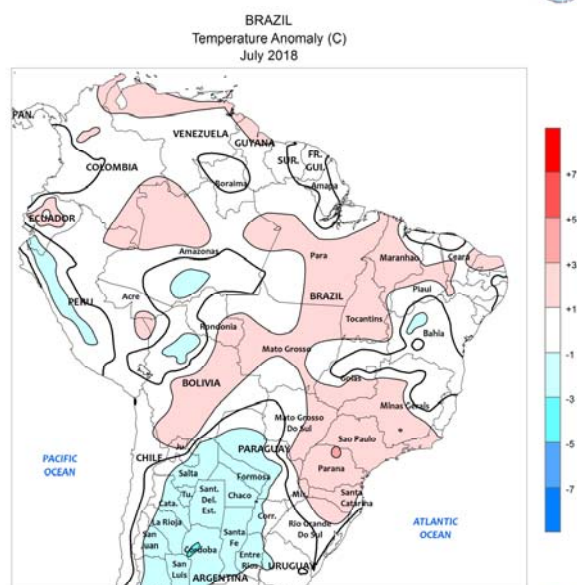 BRAZIL
Temperature Anomaly (C)
July 2018
PAN.
VENEZUELA
GUYANA
SUR.
FR.
GUI.
COLOMBIA
Boraima
Amapa
ECUADOR
Amazonas
Para
Maranhao
Ceara
PERU
Acre
BRAZIL
Piaui
Rondonia
Tocantins
Bahia
Mato Grosso
BOLIVIA
Goias
Minas Gerais
Mato Grosso
Do Sul
Sao Paulo
PARAGUAY
Parana
CHILE
Ju.
Salta
Formosa
Tu.
Sant.
Del.
Est.
Chaco
Mis.
Santa
Catarina
Cata.
Corr.
La Rioja
Santa
Fe
Rio Grande
Do Sul
San
Juan
Cordoba
Entre
Rios
San
Luis
ARGENTINA
URUGUAY
PACIFIC
OCEAN
ATLANTIC
OCEAN
+7
+5
+3
+1
-1
-3
-5
-7